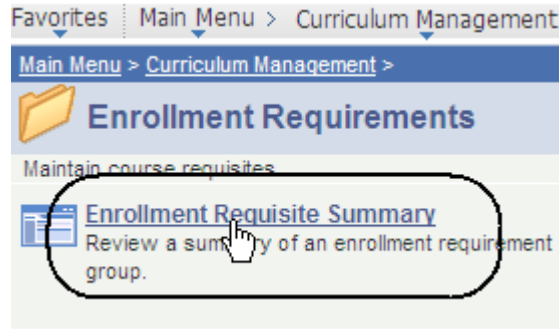 Favorites Main Menu > Curriculum Management
Main Menu > Curriculum Management >
Enrollment Requirements
Maintain course requisites
Enrollment Requisite Summary
Review a summary of an enrollment requirement
group.